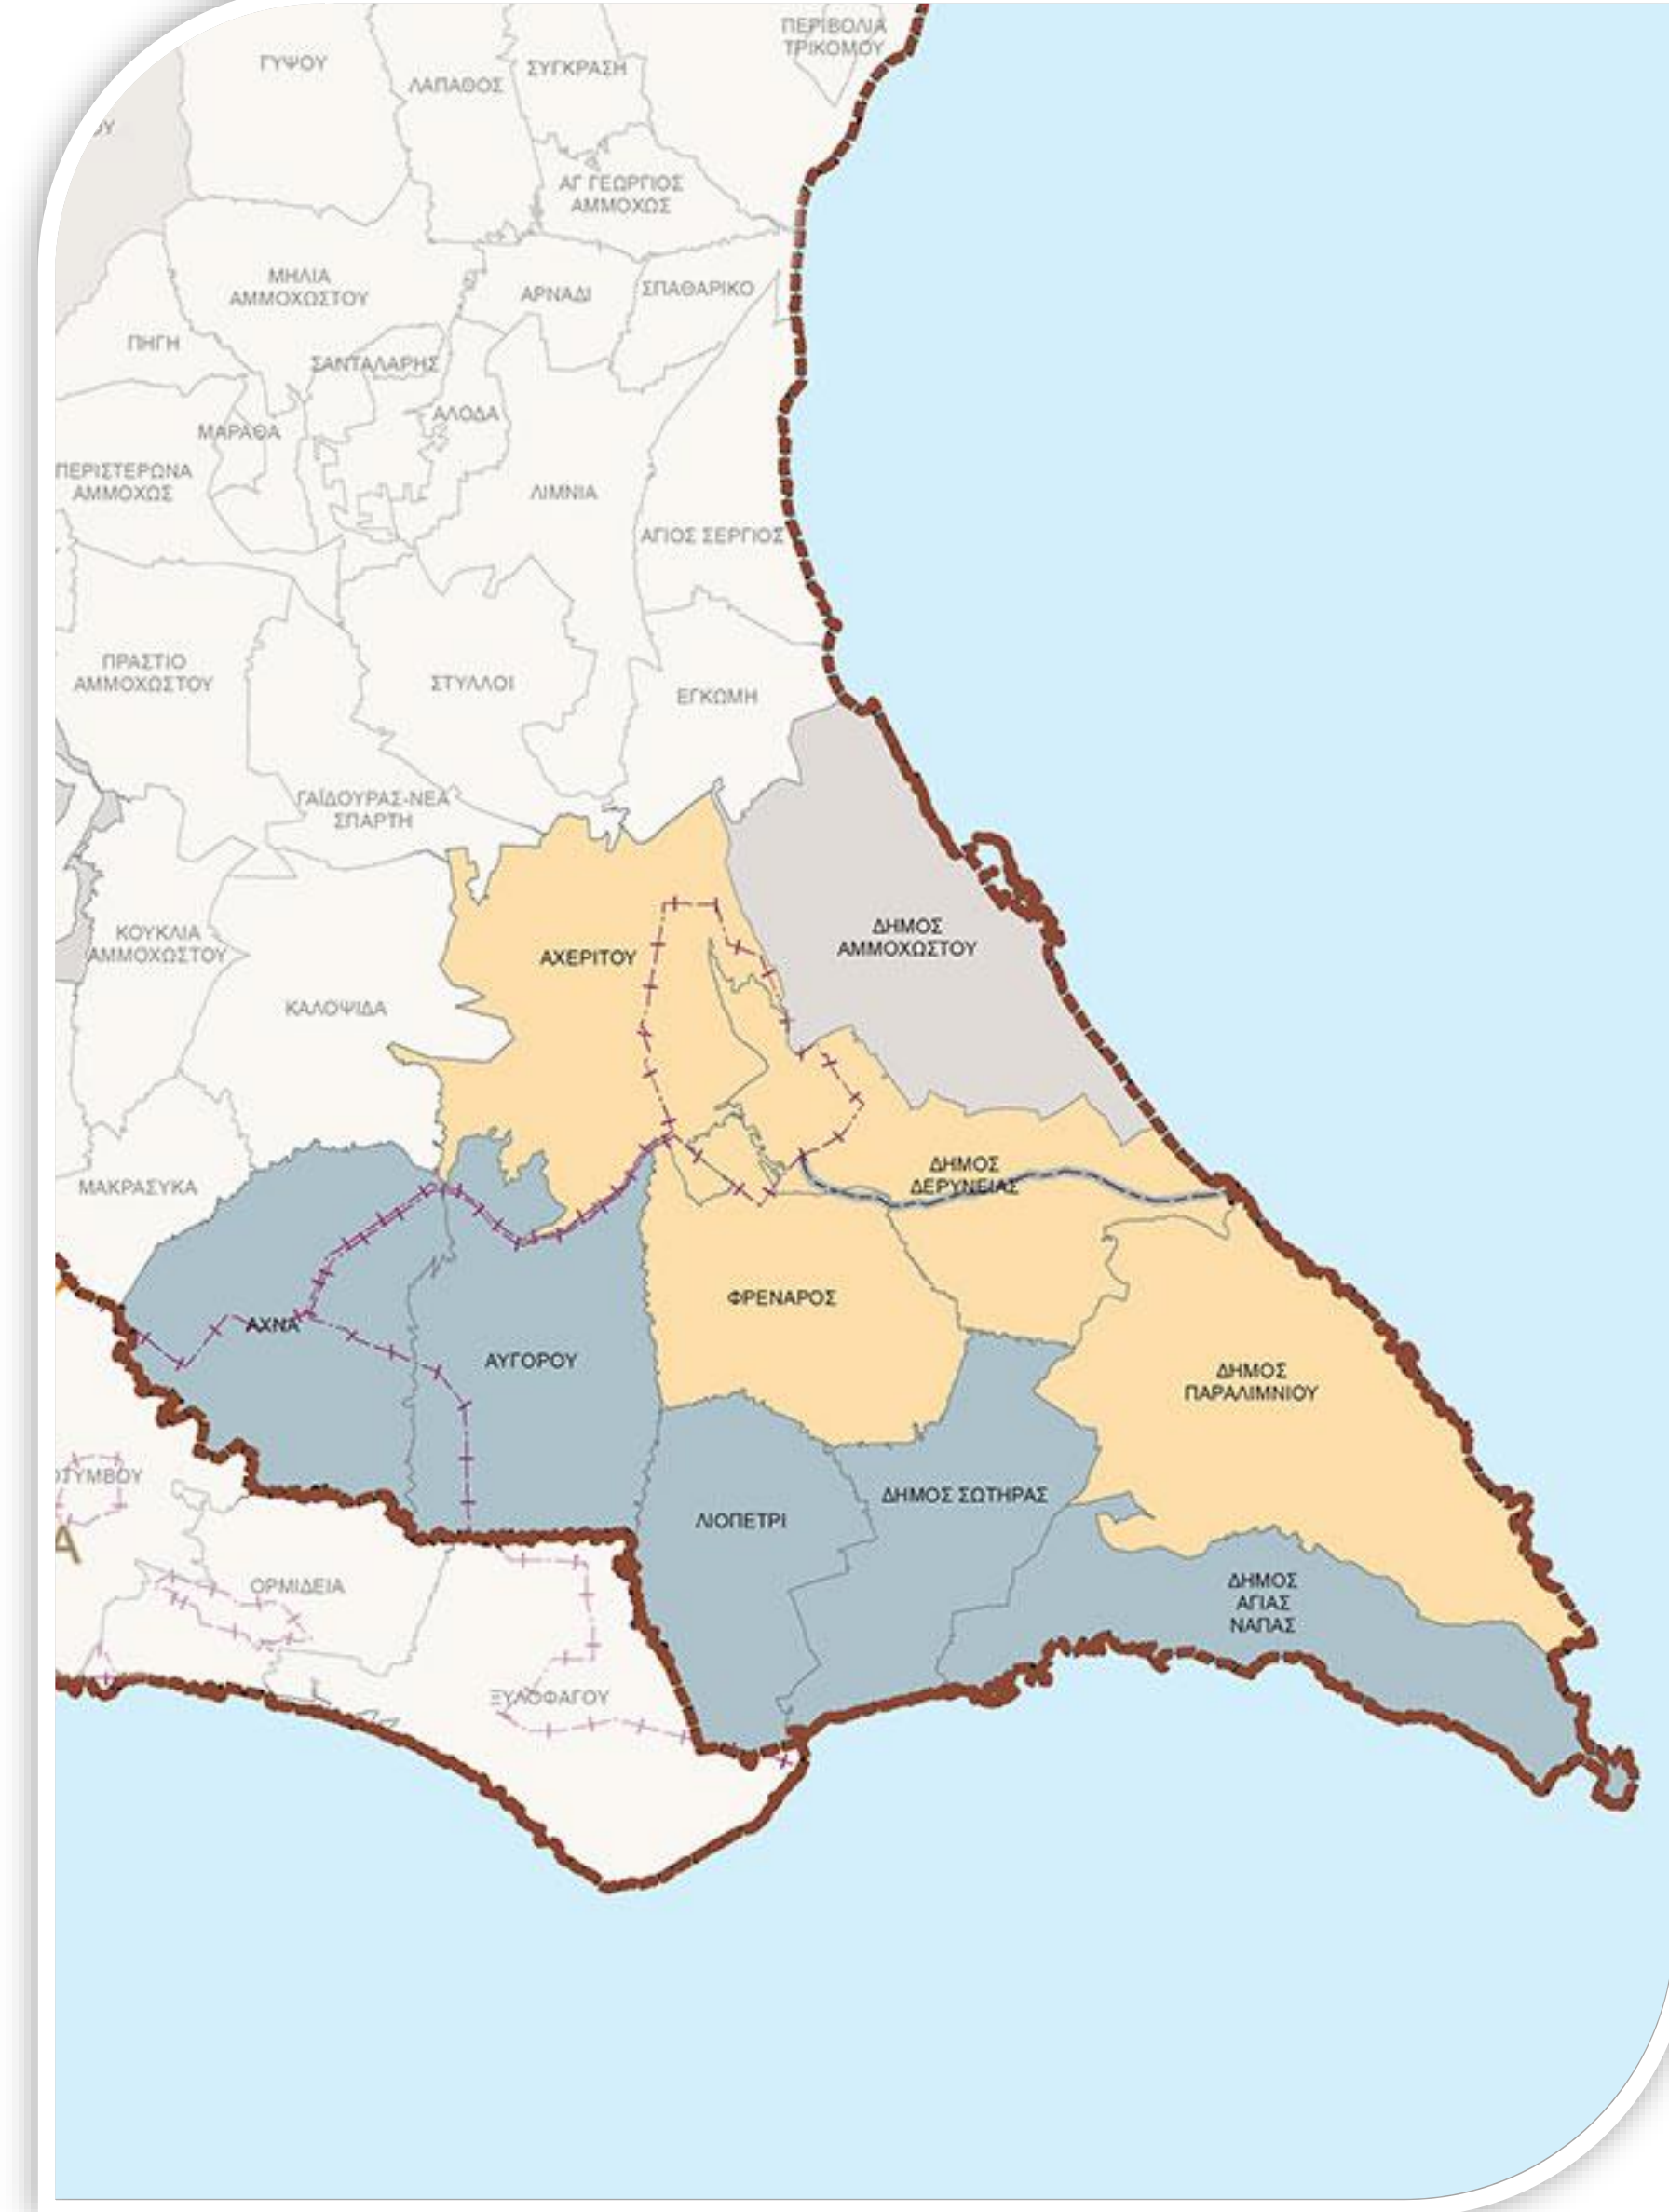 ΠΕΡΙΒΟΛΙΑ
ΤΡΙΚΟΜΟΥ
ΓΥΨΟΥ
ΛΑΠΑΘΟΣ
ΣΥΓΚΡΑΣΗ
ΟΥ
ΑΓ ΓΕΩΡΓΙΟΣ
ΑΜΜΟΧΩΣ
ΜΗΛΙΑ
ΑΜΜΟΧΩΣΤΟΥ
ΑΡΝΑΔΙ
ΣΠΑΘΑΡΙΚΟ
ΠΗΓΗ
ΣΑΝΤΑΛΑΡΗΣ
ΑΛΟΔΑ
ΜΑΡΑΘΑ
ΠΕΡΙΣΤΕΡΩΝΑ
ΑΜΜΟΧΩΣ
ΛΙΜΝΙΑ
ΑΓΙΟΣ ΣΕΡΓΙΟΣ
ΠΡΑΣΤΙΟ
ΑΜΜΟΧΩΣΤΟΥ
ΣΤΥΛΛΟΙ
ΕΓΚΩΜΗ
ΓΑΪΔΟΥΡΑΣ-ΝΕΑ
ΣΠΑΡΤΗ
ΚΟΥΚΛΙΑ
ΑΜΜΟΧΩΣΤΟΥ
ΑΧΕΡΙΤΟΥ
ΔΗΜΟΣ
ΑΜΜΟΧΩΣΤΟΥ
ΚΑΛΟΨΙΔΑ
ΜΑΚΡΑΣΥΚΑ
ΔΗΜΟΣ
ΔΕΡΥΝΕΙΑΣ
ΦΡΕΝΑΡΟΣ
ΑΧΝΑ
ΑΥΓΟΡΟΥ
ΔΗΜΟΣ
ΠΑΡΑΛΙΜΝΙΟΥ
ΟΤΥΜΒΟΥ
ΔΗΜΟΣ ΣΩΤΗΡΑΣ
ΛΙΟΠΕΤΡΙ
Α
ΟΡΜΙΔΕΙΑ
ΔΗΜΟΣ
ΑΓΙΑΣ
ΝΑΠΑΣ
ΞΥΛΟΦΑΓΟΥ